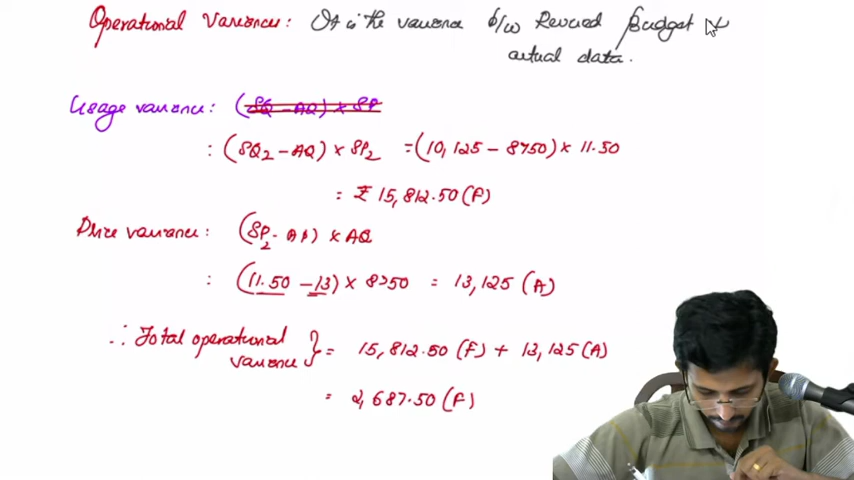 Operational Variances: It is the variance b/w Revised Budget &
actual data.
Usage variance: (SQ - AQ) × SP
: (SQ2 - AQ) × SP2 = (10,125 - 8750) × 11.50
= ₹ 15,812.50 (F)
Price variance: (SP2 - AP) × AQ
: (11.50 - 13) × 8750 = 13,125 (A)
∴ Total operational variance } = 15,812.50 (F) + 13,125 (A)
= 2,687.50 (F)